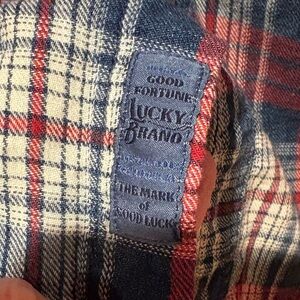 GOOD
FORTUNE
LUCKY
BRAND
THE MARK
of
GOOD LUCK